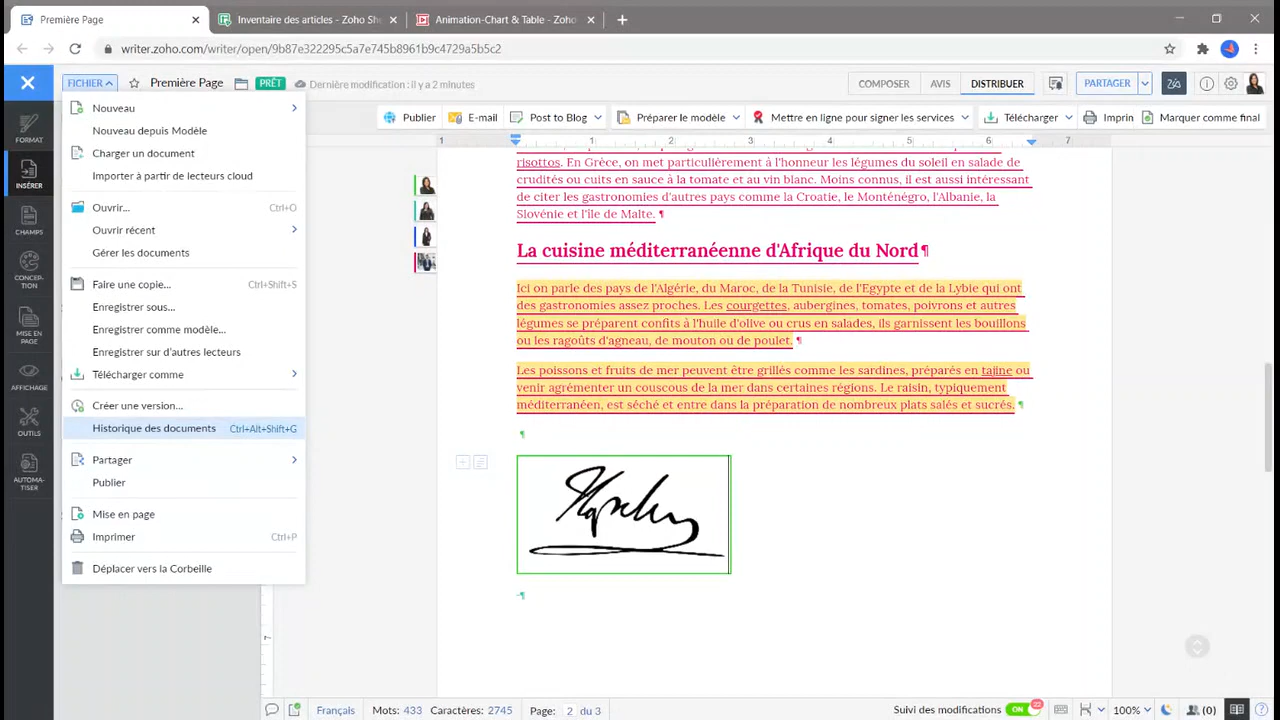 Première Page
Inventaire des articles - Zoho Sh
Animation-Chart & Table - Zoho
writer.zoho.com/writer/open/9b87e322295c5a7e745b8961b9c4729a5b5c2
FICHIER
Première Page
PRÊT
Dernière modification : il y a 2 minutes
COMPOSER
AVIS
DISTRIBUER
PARTAGER
Publier
E-mail
Post to Blog
Préparer le modèle
Mettre en ligne pour signer les services
Télécharger
Imprin
Marquer comme final
FORMAT
INSÉRER
CHAMPS
CONCEP-
TION
MISE EN
PAGE
AFFICHAGE
OUTILS
AUTOMA-
TISER
Nouveau
Nouveau depuis Modèle
Charger un document
Importer à partir de lecteurs cloud
Ouvrir... Ctrl+O
Ouvrir récent
Gérer les documents
Faire une copie... Ctrl+Shift+S
Enregistrer sous...
Enregistrer comme modèle...
Enregistrer sur d'autres lecteurs
Télécharger comme
Créer une version...
Historique des documents Ctrl+Alt+Shift+G
Partager
Publier
Mise en page
Imprimer Ctrl+P
Déplacer vers la Corbeille
1 1 2 3 4 5 6 7
risottos. En Grèce, on met particulièrement à l'honneur les légumes du soleil en salade de
crudités ou cuits en sauce à la tomate et au vin blanc. Moins connus, il est aussi intéressant
de citer les gastronomies d'autres pays comme la Croatie, le Monténégro, l'Albanie, la
Slovénie et l'île de Malte. ¶
La cuisine méditerranéenne d'Afrique du Nord¶
Ici on parle des pays de l'Algérie, du Maroc, de la Tunisie, de l'Egypte et de la Lybie qui ont
des gastronomies assez proches. Les courgettes, aubergines, tomates, poivrons et autres
légumes se préparent confits à l'huile d'olive ou crus en salades, ils garnissent les bouillons
ou les ragoûts d'agneau, de mouton ou de poulet. ¶
Les poissons et fruits de mer peuvent être grillés comme les sardines, préparés en tajine ou
venir agrémenter un couscous de la mer dans certaines régions. Le raisin, typiquement
méditerranéen, est séché et entre dans la préparation de nombreux plats salés et sucrés. ¶
¶
¶
7
Français
Mots: 433
Caractères: 2745
Page: 2 du 3
Suivi des modifications
ON
22
100%
(0)